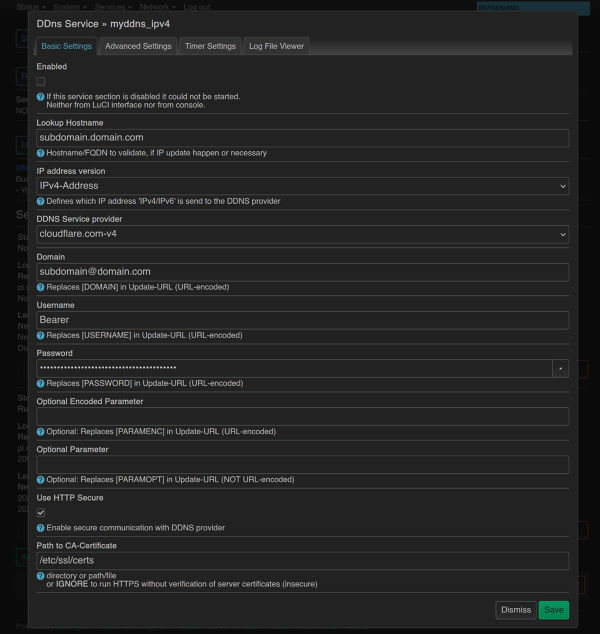 Status System Services Network Log out
REFRESHING
DDns Service » myddns_ipv4
Basic Settings Advanced Settings Timer Settings Log File Viewer
Enabled
If this service section is disabled it could not be started.
Neither from LuCI interface nor from console.
Lookup Hostname
subdomain.domain.com
Hostname/FQDN to validate, if IP update happen or necessary
IP address version
IPv4-Address
Defines which IP address 'IPv4/IPv6' is send to the DDNS provider
DDNS Service provider
cloudflare.com-v4
Domain
subdomain@domain.com
Replaces [DOMAIN] in Update-URL (URL-encoded)
Username
Bearer
Replaces [USERNAME] in Update-URL (URL-encoded)
Password
••••••••••••••••••••••••••••••••••••••••
Replaces [PASSWORD] in Update-URL (URL-encoded)
Optional Encoded Parameter
Optional: Replaces [PARAMENC] in Update-URL (URL-encoded)
Optional Parameter
Optional: Replaces [PARAMOPT] in Update-URL (NOT URL-encoded)
Use HTTP Secure
Enable secure communication with DDNS provider
Path to CA-Certificate
/etc/ssl/certs
directory or path/file
or IGNORE to run HTTPS without verification of server certificates (insecure)
Dismiss Save